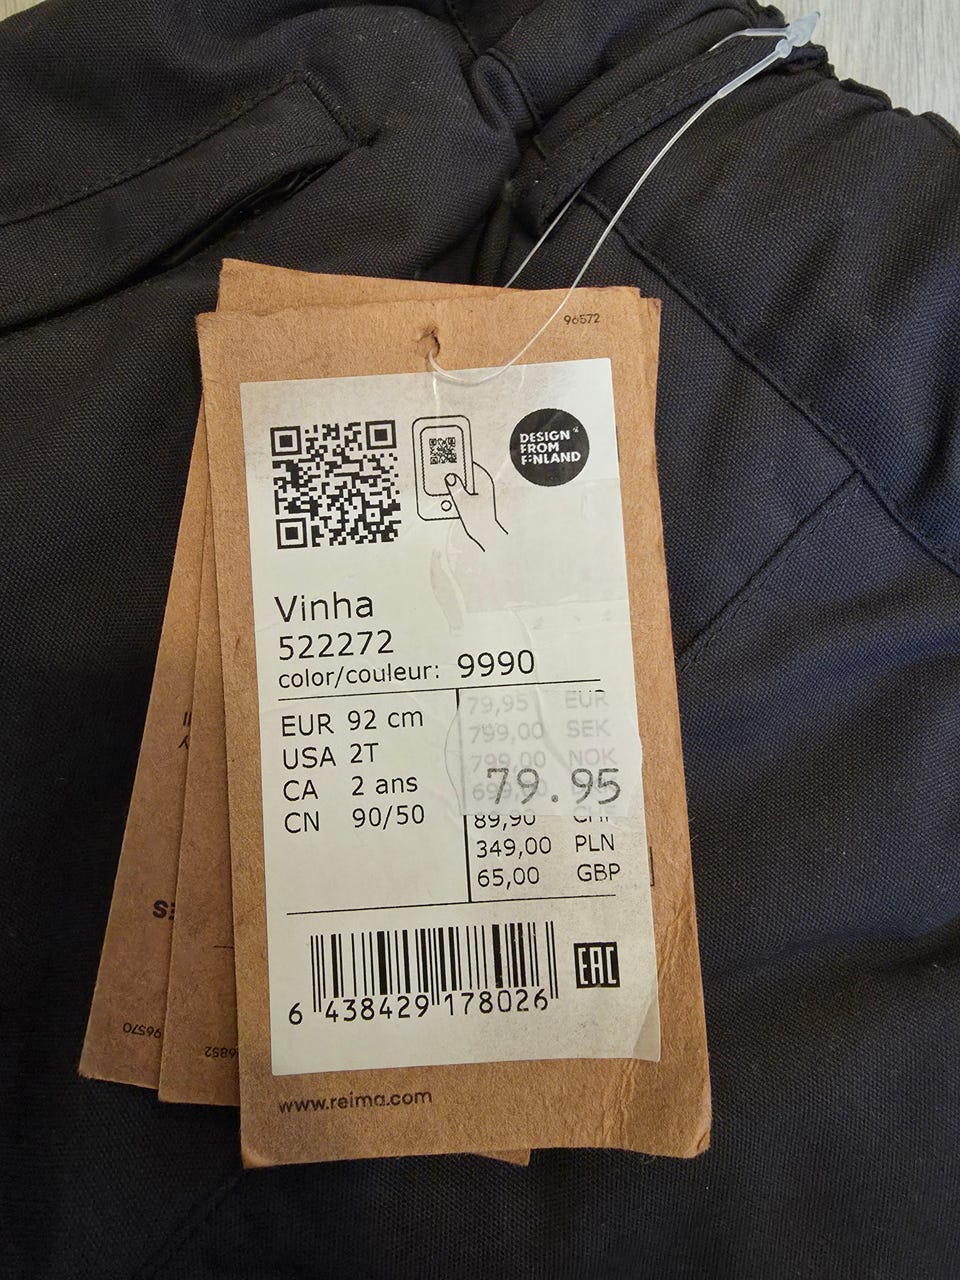 96572
DESIGN
FROM
FINLAND
Vinha
522272
color/couleur: 9990
EUR 92 cm
USA 2T
CA 2 ans
CN 90/50
79,95 EUR
799,00 SEK
799,00 NOK
79.95
89,90 CHF
349,00 PLN
65,00 GBP
6 438429 178026
EAC
www.reima.com
96570